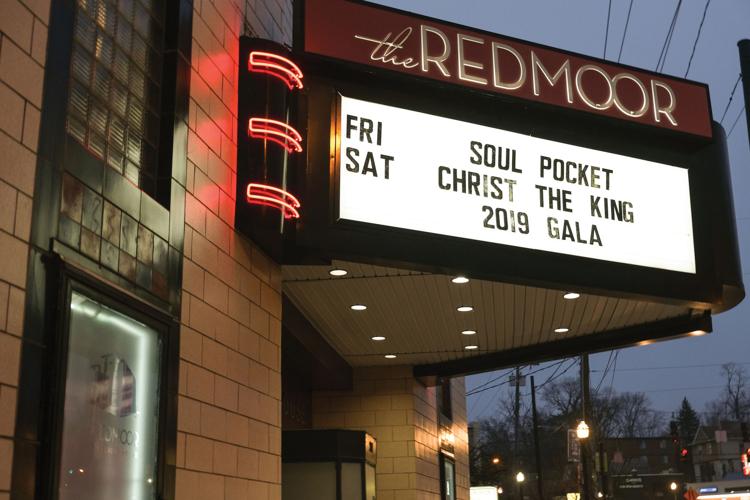 the REDMOOR
FRI SOUL POCKET
SAT CHRIST THE KING
2019 GALA